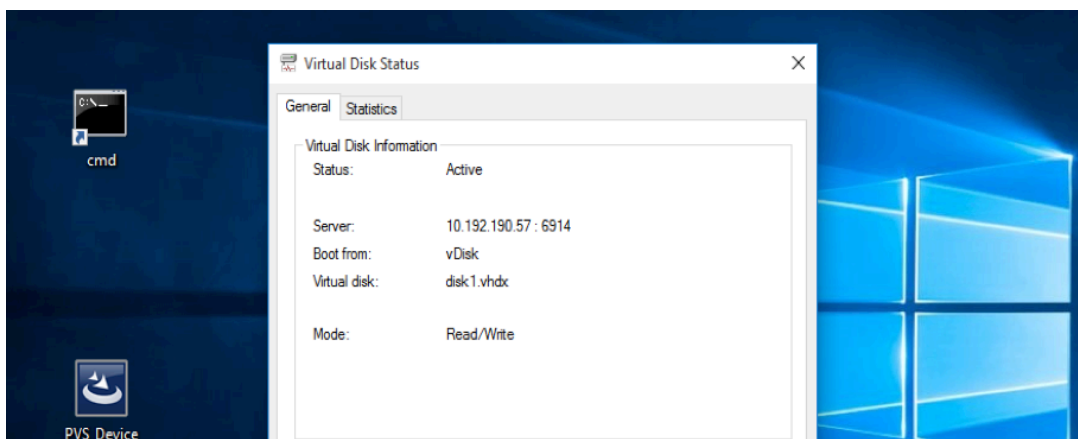 Virtual Disk Status
General Statistics
Virtual Disk Information
Status: Active
Server: 10.192.190.57 : 6914
Boot from: vDisk
Virtual disk: disk1.vhdx
Mode: Read/Write
C:\_
cmd
PVS Device